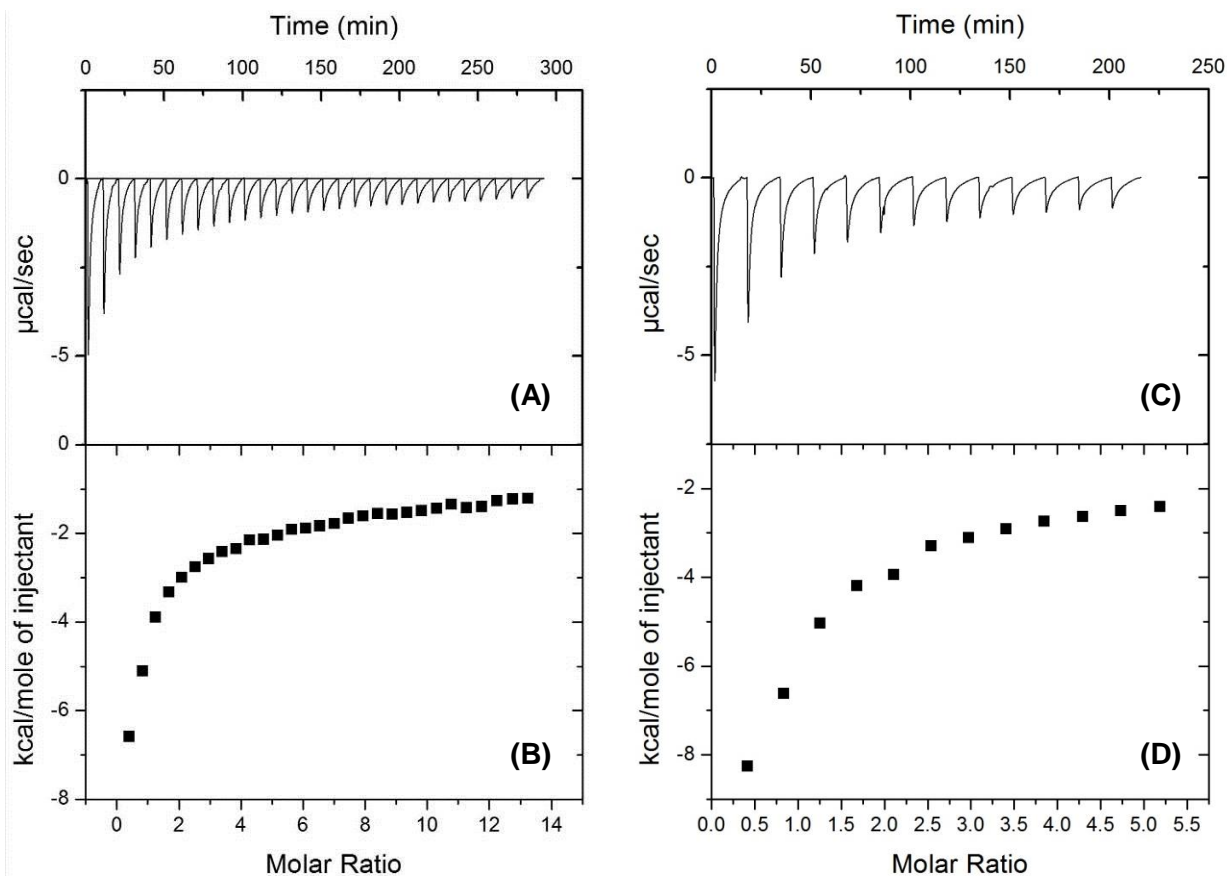 Time (min)
0 50 100 150 200 250 300
0
-5
0
µcal/sec
(A)
-2
-4
-6
-8
kcal/mole of injectant
(B)
0 2 4 6 8 10 12 14
Molar Ratio
Time (min)
0 50 100 150 200 250
0
-5
µcal/sec
(C)
-2
-4
-6
-8
kcal/mole of injectant
(D)
0.0 0.5 1.0 1.5 2.0 2.5 3.0 3.5 4.0 4.5 5.0 5.5
Molar Ratio